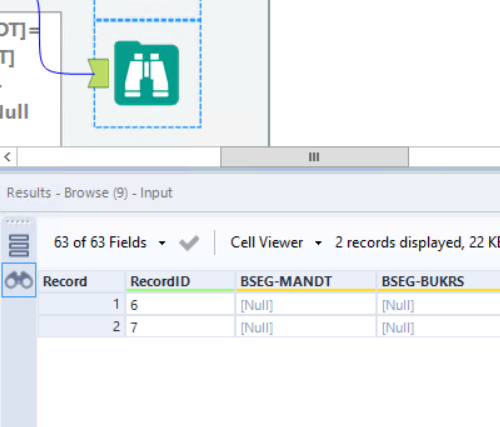 OT]=
T]
-
Null
Results - Browse (9) - Input
63 of 63 Fields
Cell Viewer
2 records displayed, 22 KB
Record RecordID BSEG-MANDT BSEG-BUKRS
1 6 [Null] [Null]
2 7 [Null] [Null]